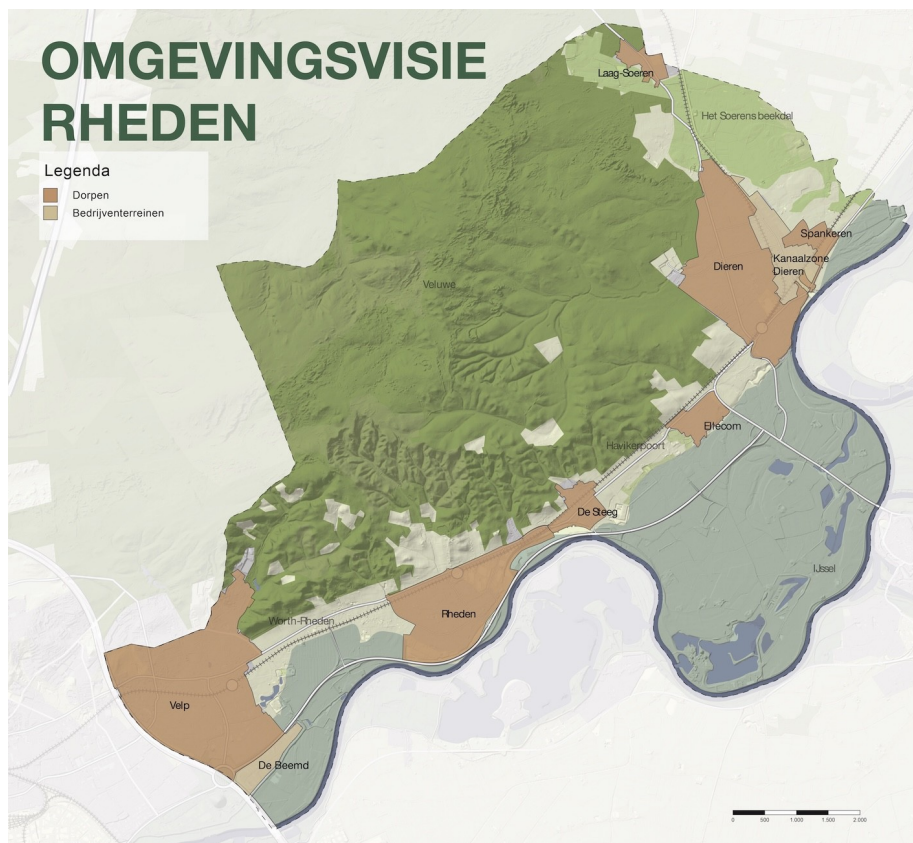 OMGEVINGSVISIE
RHEDEN
Legenda
Dorpen
Bedrijventerreinen
Laag-Soeren
Het Soerens beekdal
Spankeren
Kanaalzone
Dieren
Dieren
Veluwe
Ellecom
Havikerpoort
De Steeg
IJssel
Rheden
Worth-Rheden
Velp
De Beemd
0 500 1.000 1.500 2.000